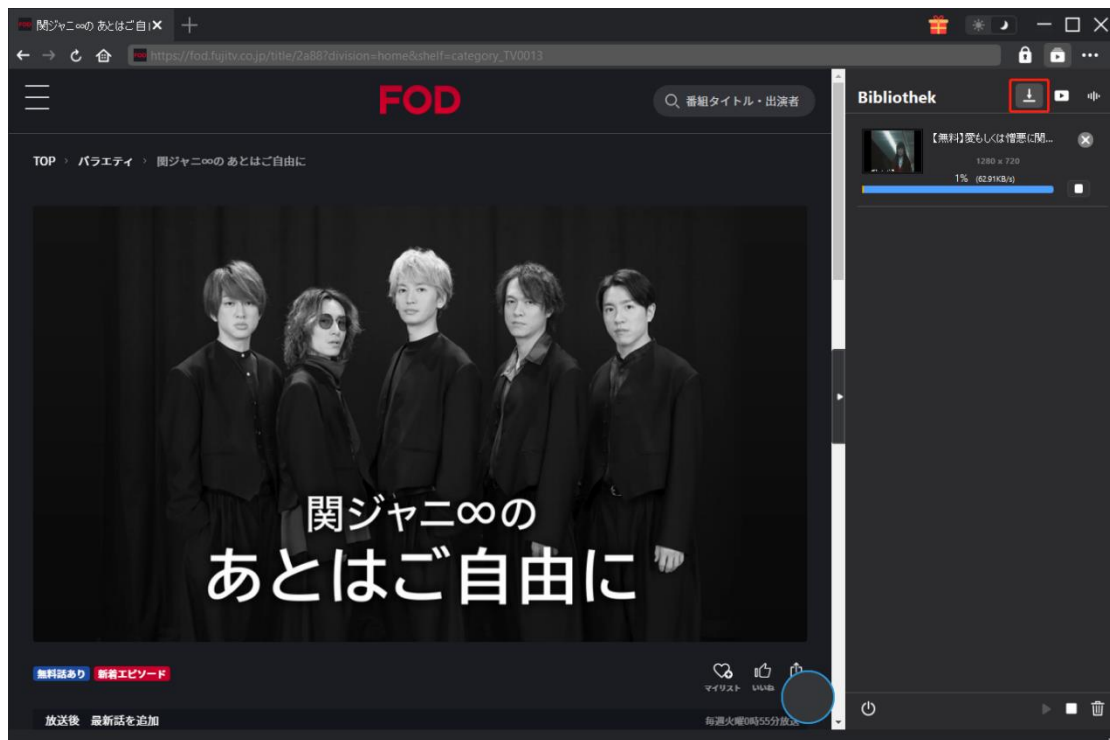 関ジャニ∞の あとはご自
https://fod.fujitv.co.jp/title/2a88?division=home&shelf=category_TV0013
FOD
番組タイトル・出演者
TOP › バラエティ › 関ジャニ∞の あとはご自由に
関ジャニ∞の
あとはご自由に
無料話あり 新着エピソード
マイリスト いいね
放送後 最新話を追加
毎週火曜0時55分放送
Bibliothek
【無料】愛もしくは憎悪に関...
1280 x 720
1% (62.91KB/s)